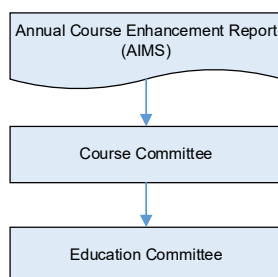 Annual Course Enhancement Report
(AIMS)
Course Committee
Education Committee